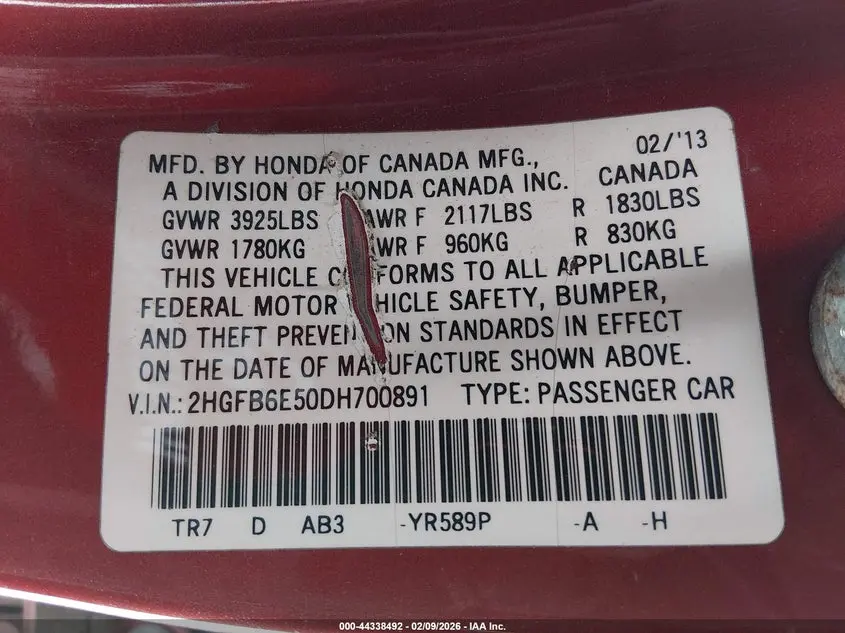 02/'13
MFD. BY HONDA OF CANADA MFG.,
A DIVISION OF HONDA CANADA INC. CANADA
GVWR 3925LBS AWR F 2117LBS R 1830LBS
GVWR 1780KG AWR F 960KG R 830KG
THIS VEHICLE C FORMS TO ALL APPLICABLE
FEDERAL MOTOR HICLE SAFETY, BUMPER,
AND THEFT PREVEN ON STANDARDS IN EFFECT
ON THE DATE OF MANUFACTURE SHOWN ABOVE.
V.I.N.: 2HGFB6E50DH700891 TYPE: PASSENGER CAR
TR7 D AB3 -YR589P -A -H
000-44338492 - 02/09/2026 - IAA Inc.